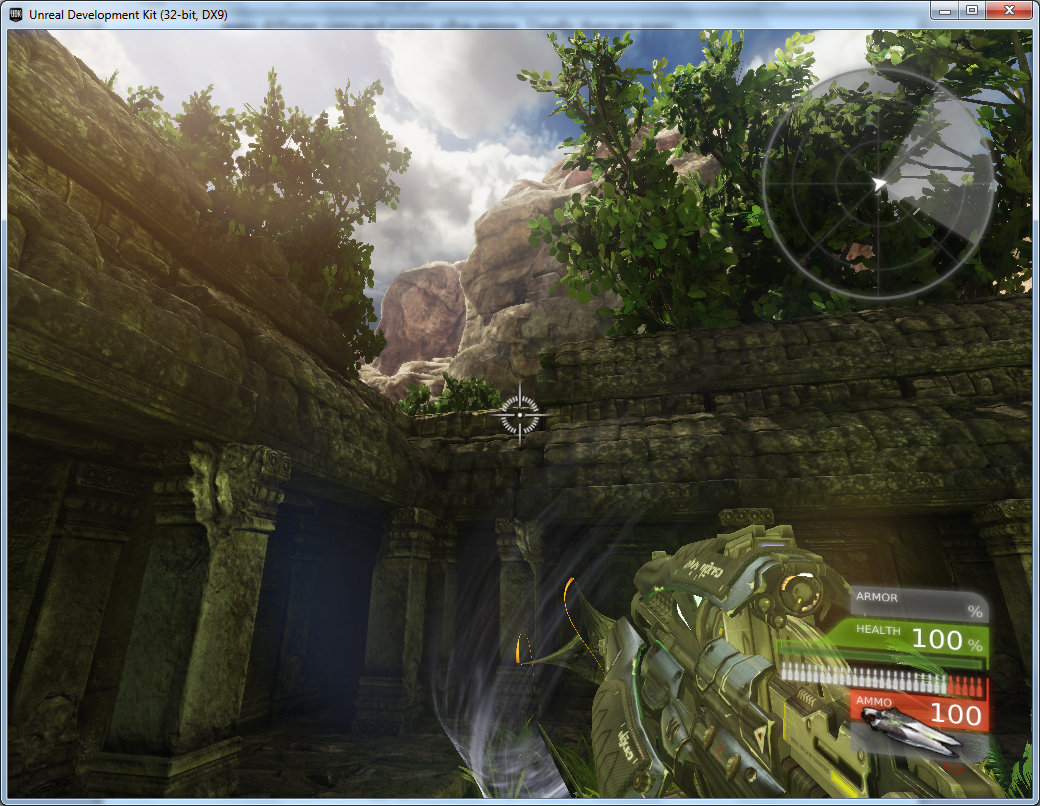 Unreal Development Kit (32-bit, DX9)
ARMOR
%
HEALTH 100 %
AMMO
100